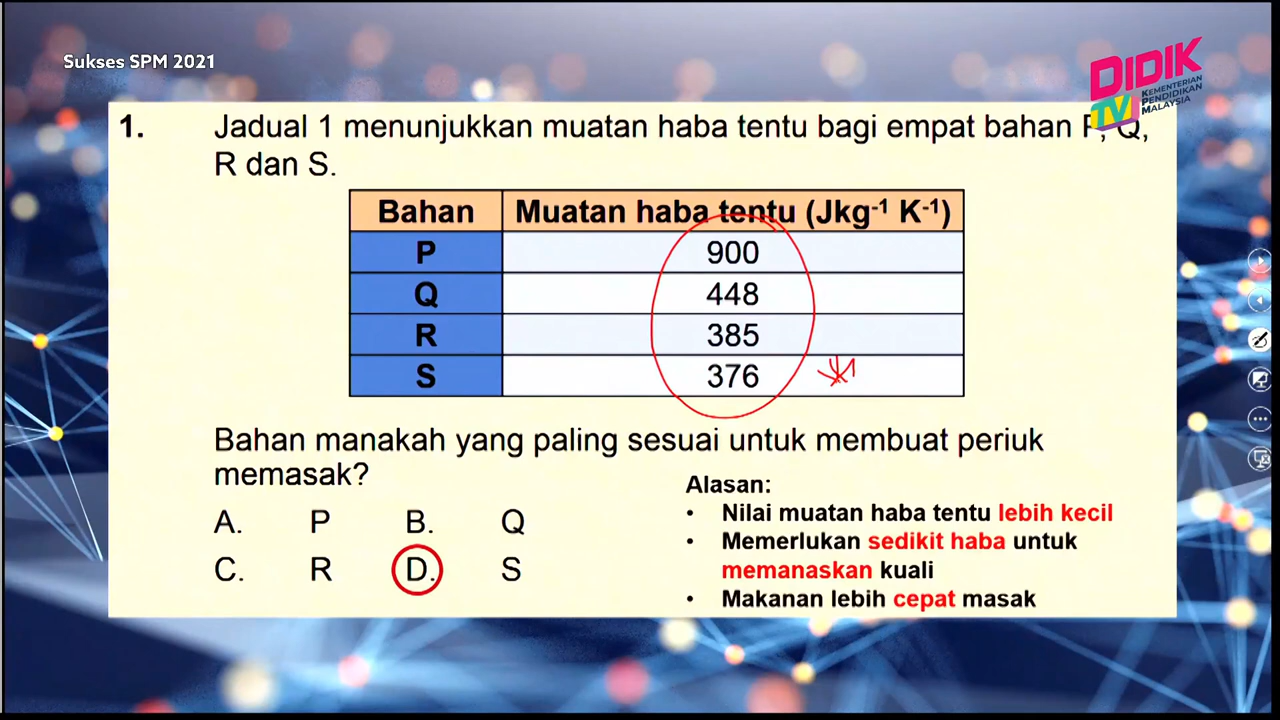 Sukses SPM 2021
DIDIK
TV
KEMENTERIAN
PENDIDIKAN
MALAYSIA
1. Jadual 1 menunjukkan muatan haba tentu bagi empat bahan P, Q,
R dan S.
Bahan Muatan haba tentu (Jkg⁻¹ K⁻¹)
P 900
Q 448
R 385
S 376
Bahan manakah yang paling sesuai untuk membuat periuk
memasak?
A. P B. Q
C. R D. S
Alasan:
• Nilai muatan haba tentu lebih kecil
• Memerlukan sedikit haba untuk
memanaskan kuali
• Makanan lebih cepat masak